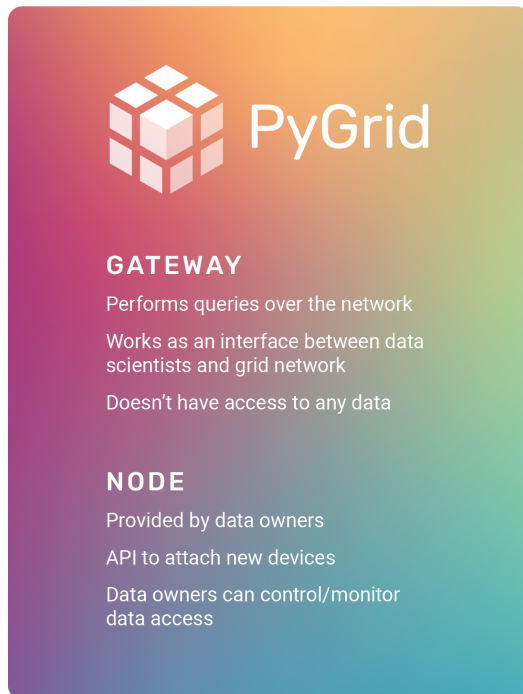 PyGrid
GATEWAY
Performs queries over the network
Works as an interface between data
scientists and grid network
Doesn’t have access to any data
NODE
Provided by data owners
API to attach new devices
Data owners can control/monitor
data access